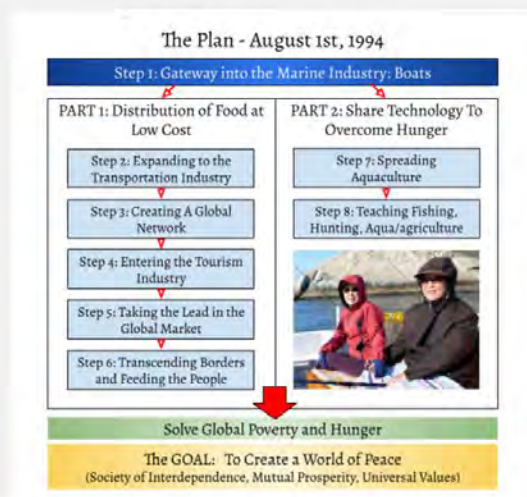 The Plan - August 1st, 1994
Step 1: Gateway into the Marine Industry: Boats
PART 1: Distribution of Food at
Low Cost
Step 2: Expanding to the
Transportation Industry
Step 3: Creating A Global
Network
Step 4: Entering the Tourism
Industry
Step 5: Taking the Lead in the
Global Market
Step 6: Transcending Borders
and Feeding the People
PART 2: Share Technology To
Overcome Hunger
Step 7: Spreading
Aquaculture
Step 8: Teaching Fishing,
Hunting, Aqua/agriculture
Solve Global Poverty and Hunger
The GOAL: To Create a World of Peace
(Society of Interdependence, Mutual Prosperity, Universal Values)